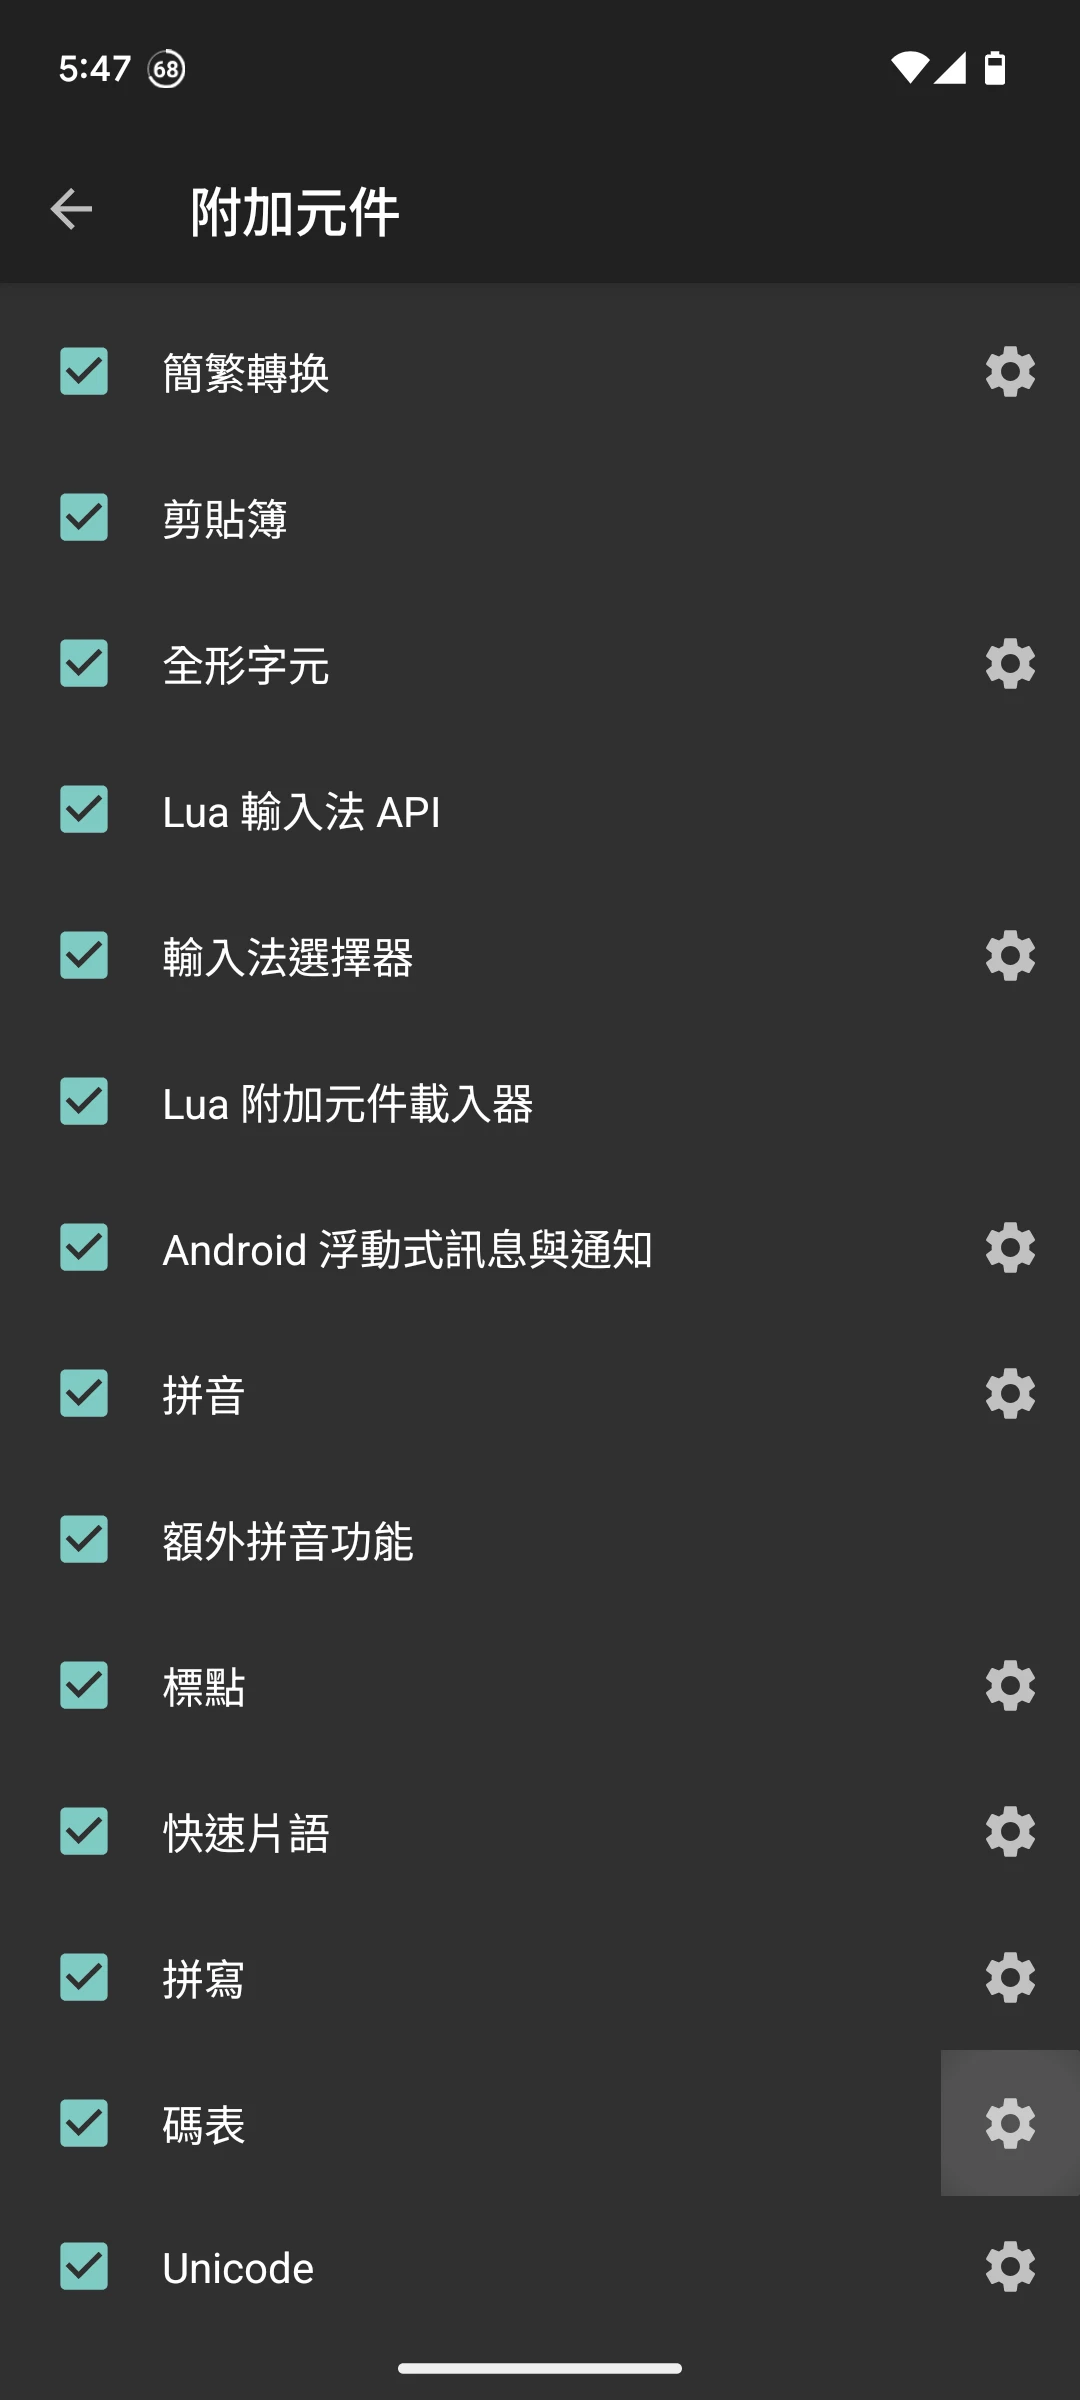 5:47 68
附加元件
簡繁轉換
剪貼簿
全形字元
Lua 輸入法 API
輸入法選擇器
Lua 附加元件載入器
Android 浮動式訊息與通知
拼音
額外拼音功能
標點
快速片語
拼寫
碼表
Unicode